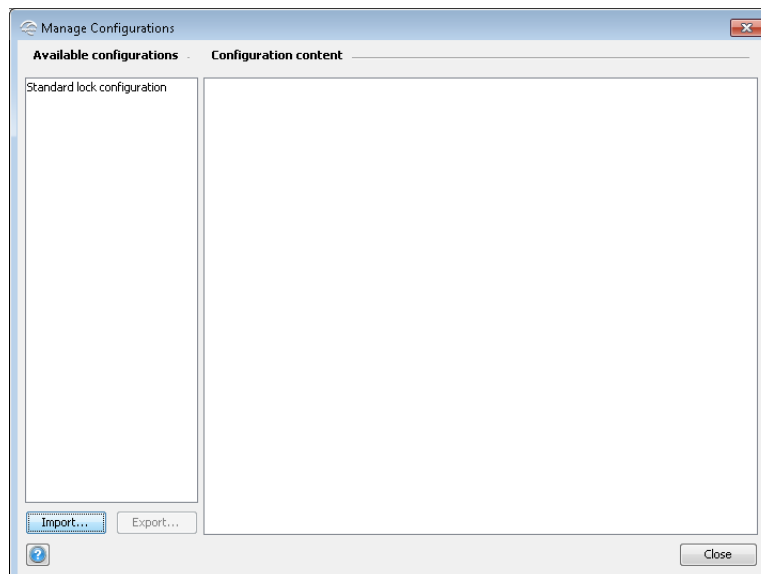 Manage Configurations
Available configurations
Configuration content
Standard lock configuration
Import...
Export...
?
Close